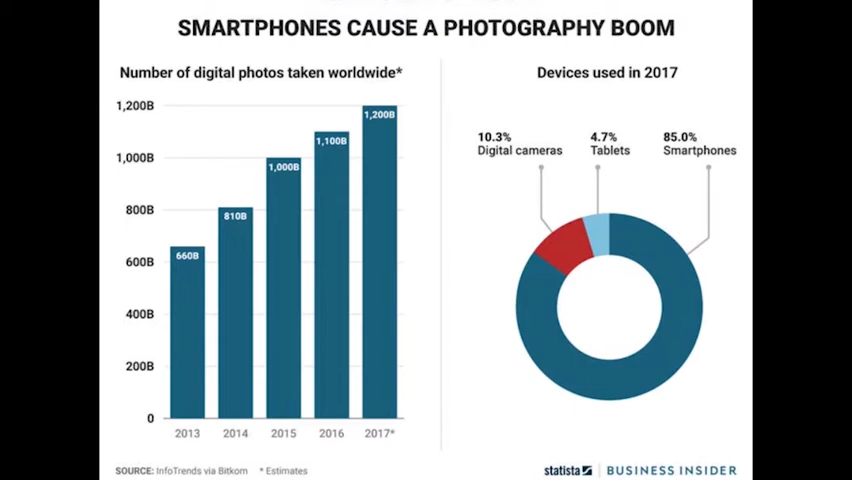 SMARTPHONES CAUSE A PHOTOGRAPHY BOOM
Number of digital photos taken worldwide*
1,200B
1,000B
800B
600B
400B
200B
0
660B
810B
1,000B
1,100B
1,200B
2013
2014
2015
2016
2017*
Devices used in 2017
10.3%
Digital cameras
4.7%
Tablets
85.0%
Smartphones
SOURCE: InfoTrends via Bitkom
* Estimates
statista
BUSINESS INSIDER